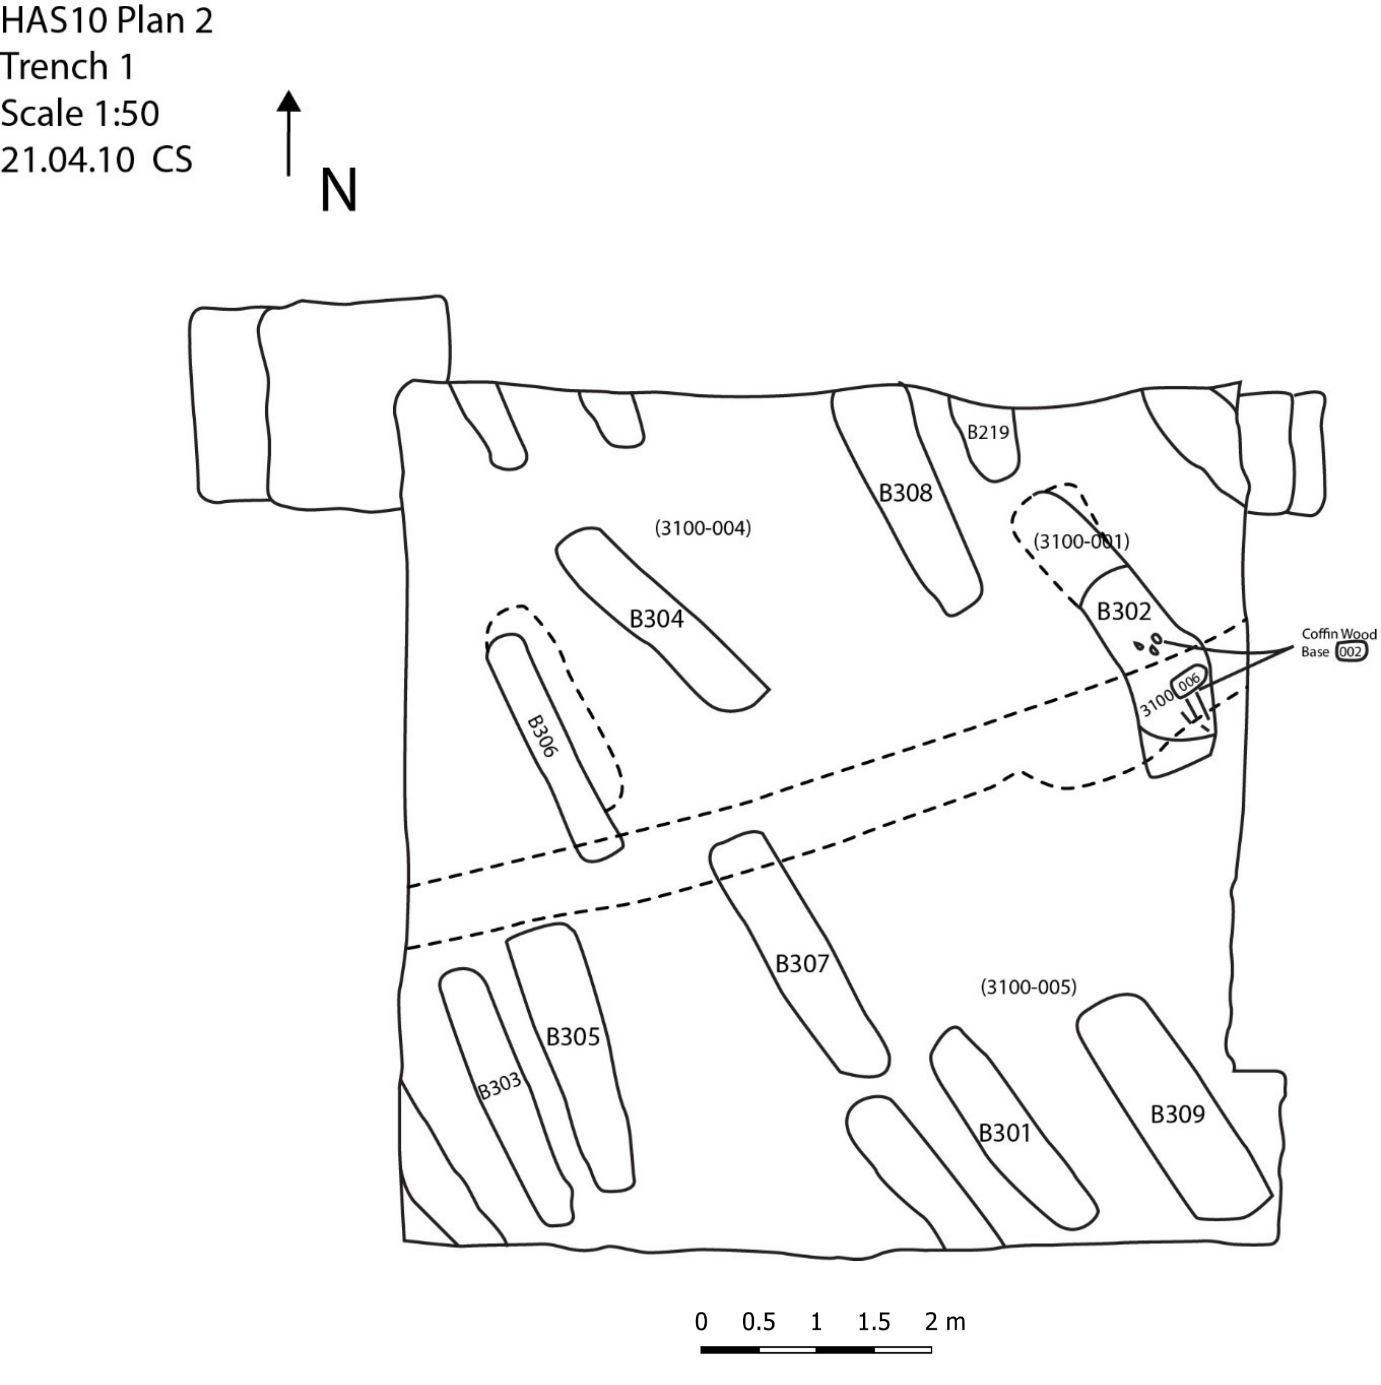 HAS10 Plan 2
Trench 1
Scale 1:50
21.04.10 CS
N
B219
B308
(3100-004)
(3100-001)
B304
B302
Coffin Wood
Base 002
3100 006
B306
B307
(3100-005)
B305
B303
B309
B301
0 0.5 1 1.5 2 m